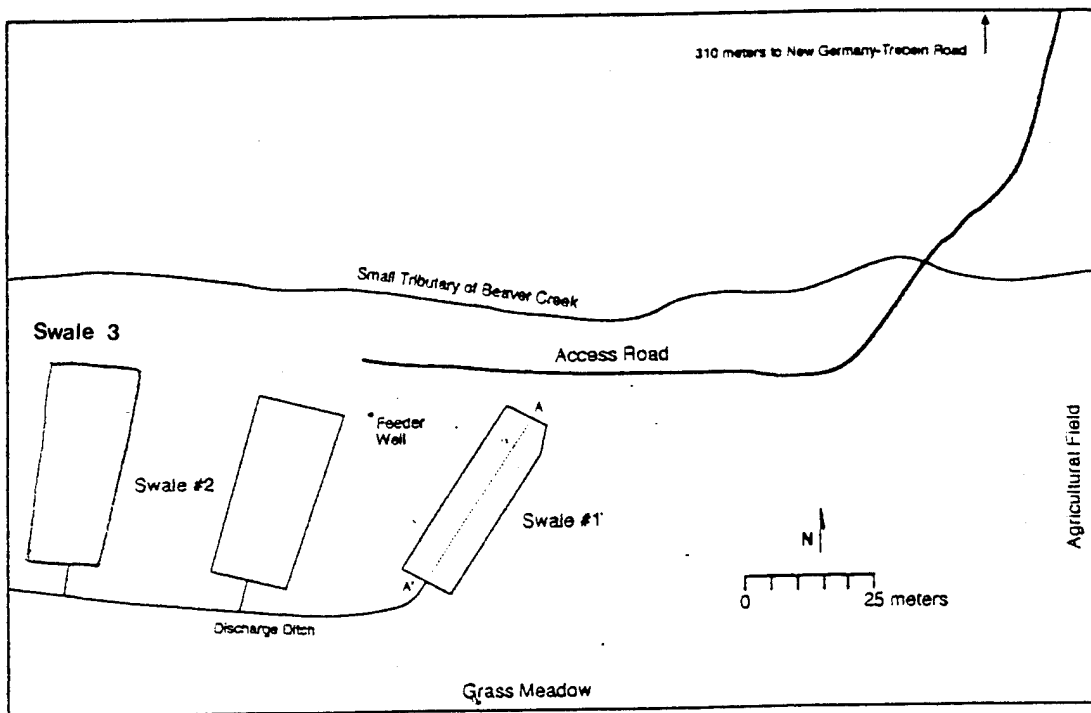 310 meters to New Germany-Trebein Road
Small Tributary of Beaver Creek
Swale 3
Access Road
A
Feeder
Well
Swale #2
Swale #1
Agricultural Field
N
A'
0 25 meters
Discharge Ditch
Grass Meadow